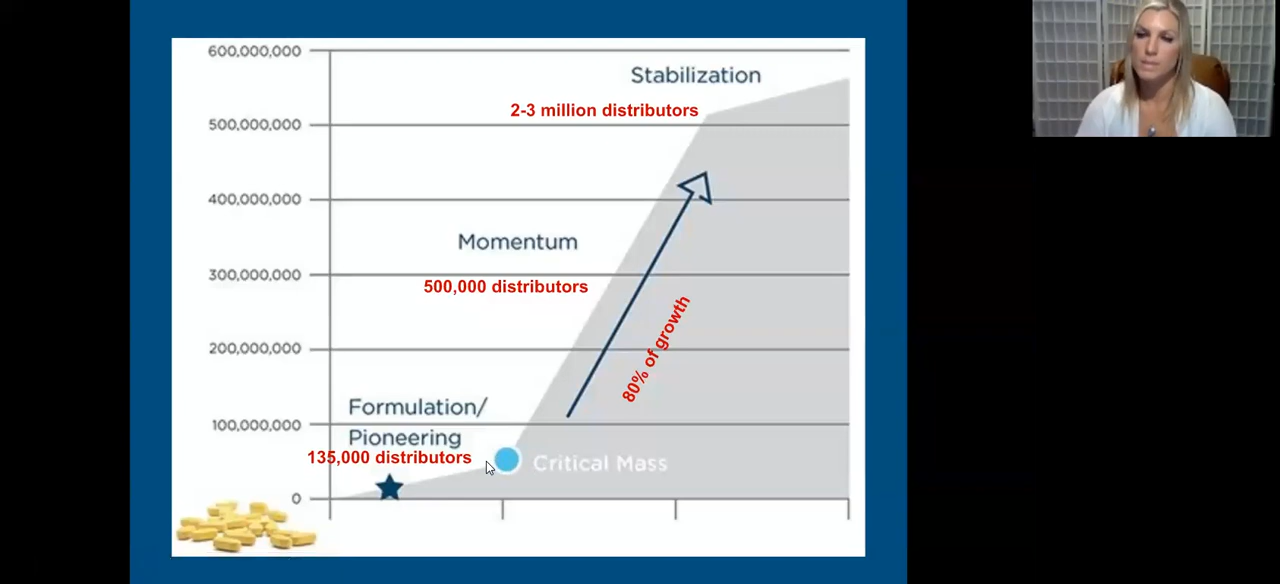 600,000,000
Stabilization
2-3 million distributors
500,000,000
400,000,000
Momentum
300,000,000
500,000 distributors
80% of growth
200,000,000
Formulation/
100,000,000
Pioneering
135,000 distributors
Critical Mass
0